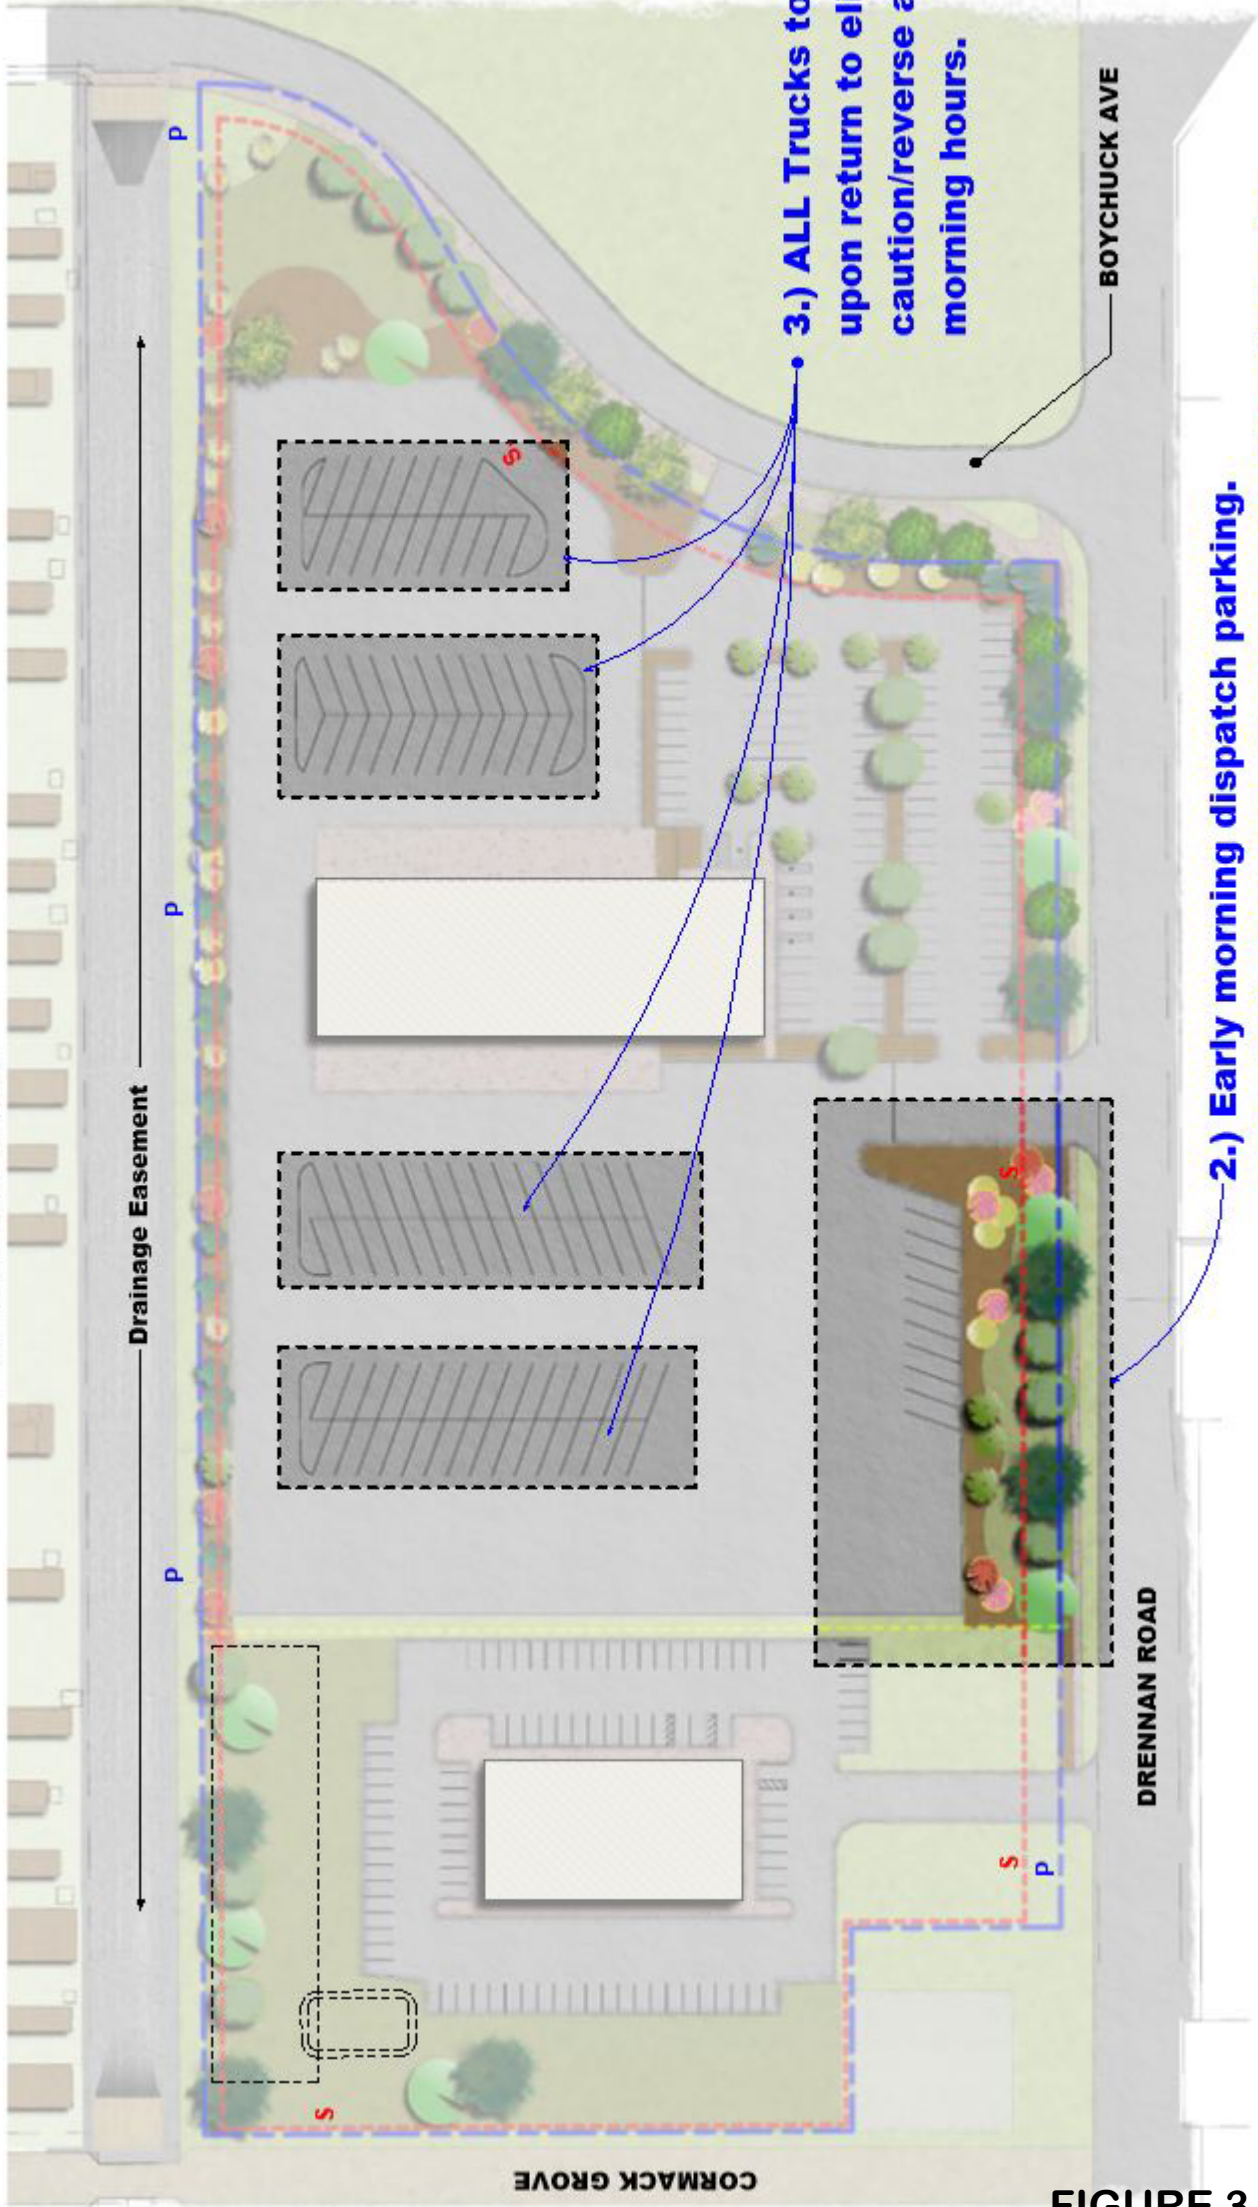 Drainage Easement
P
P
P
S
3.) ALL Trucks to
upon return to
caution/reverse
morning hours.
BOYCHUCK AVE
2.) Early morning dispatch parking.
S
DRENNAN ROAD
S
P
S
CORMACK GROVE
FIGURE 3